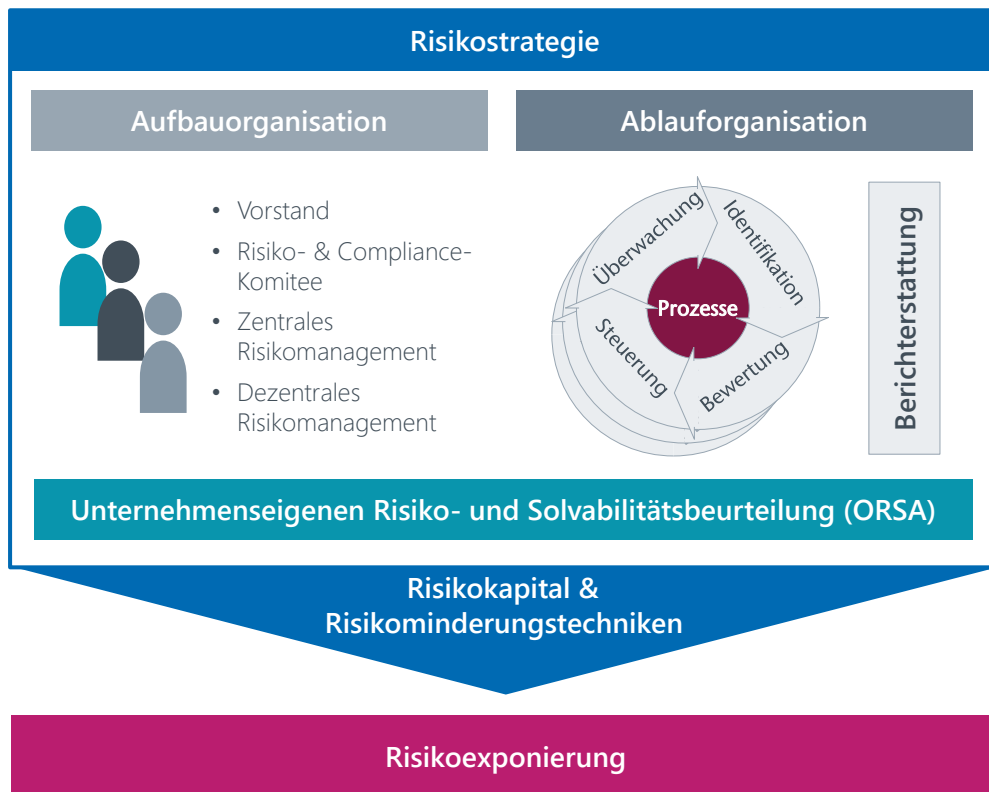 Risikostrategie
Aufbauorganisation
• Vorstand
• Risiko- & Compliance-
Komitee
• Zentrales
Risikomanagement
• Dezentrales
Risikomanagement
Ablauforganisation
Überwachung
Identifikation
Prozesse
Steuerung
Bewertung
Berichterstattung
Unternehmenseigenen Risiko- und Solvabilitätsbeurteilung (ORSA)
Risikokapital &
Risikominderungstechniken
Risikoexponierung